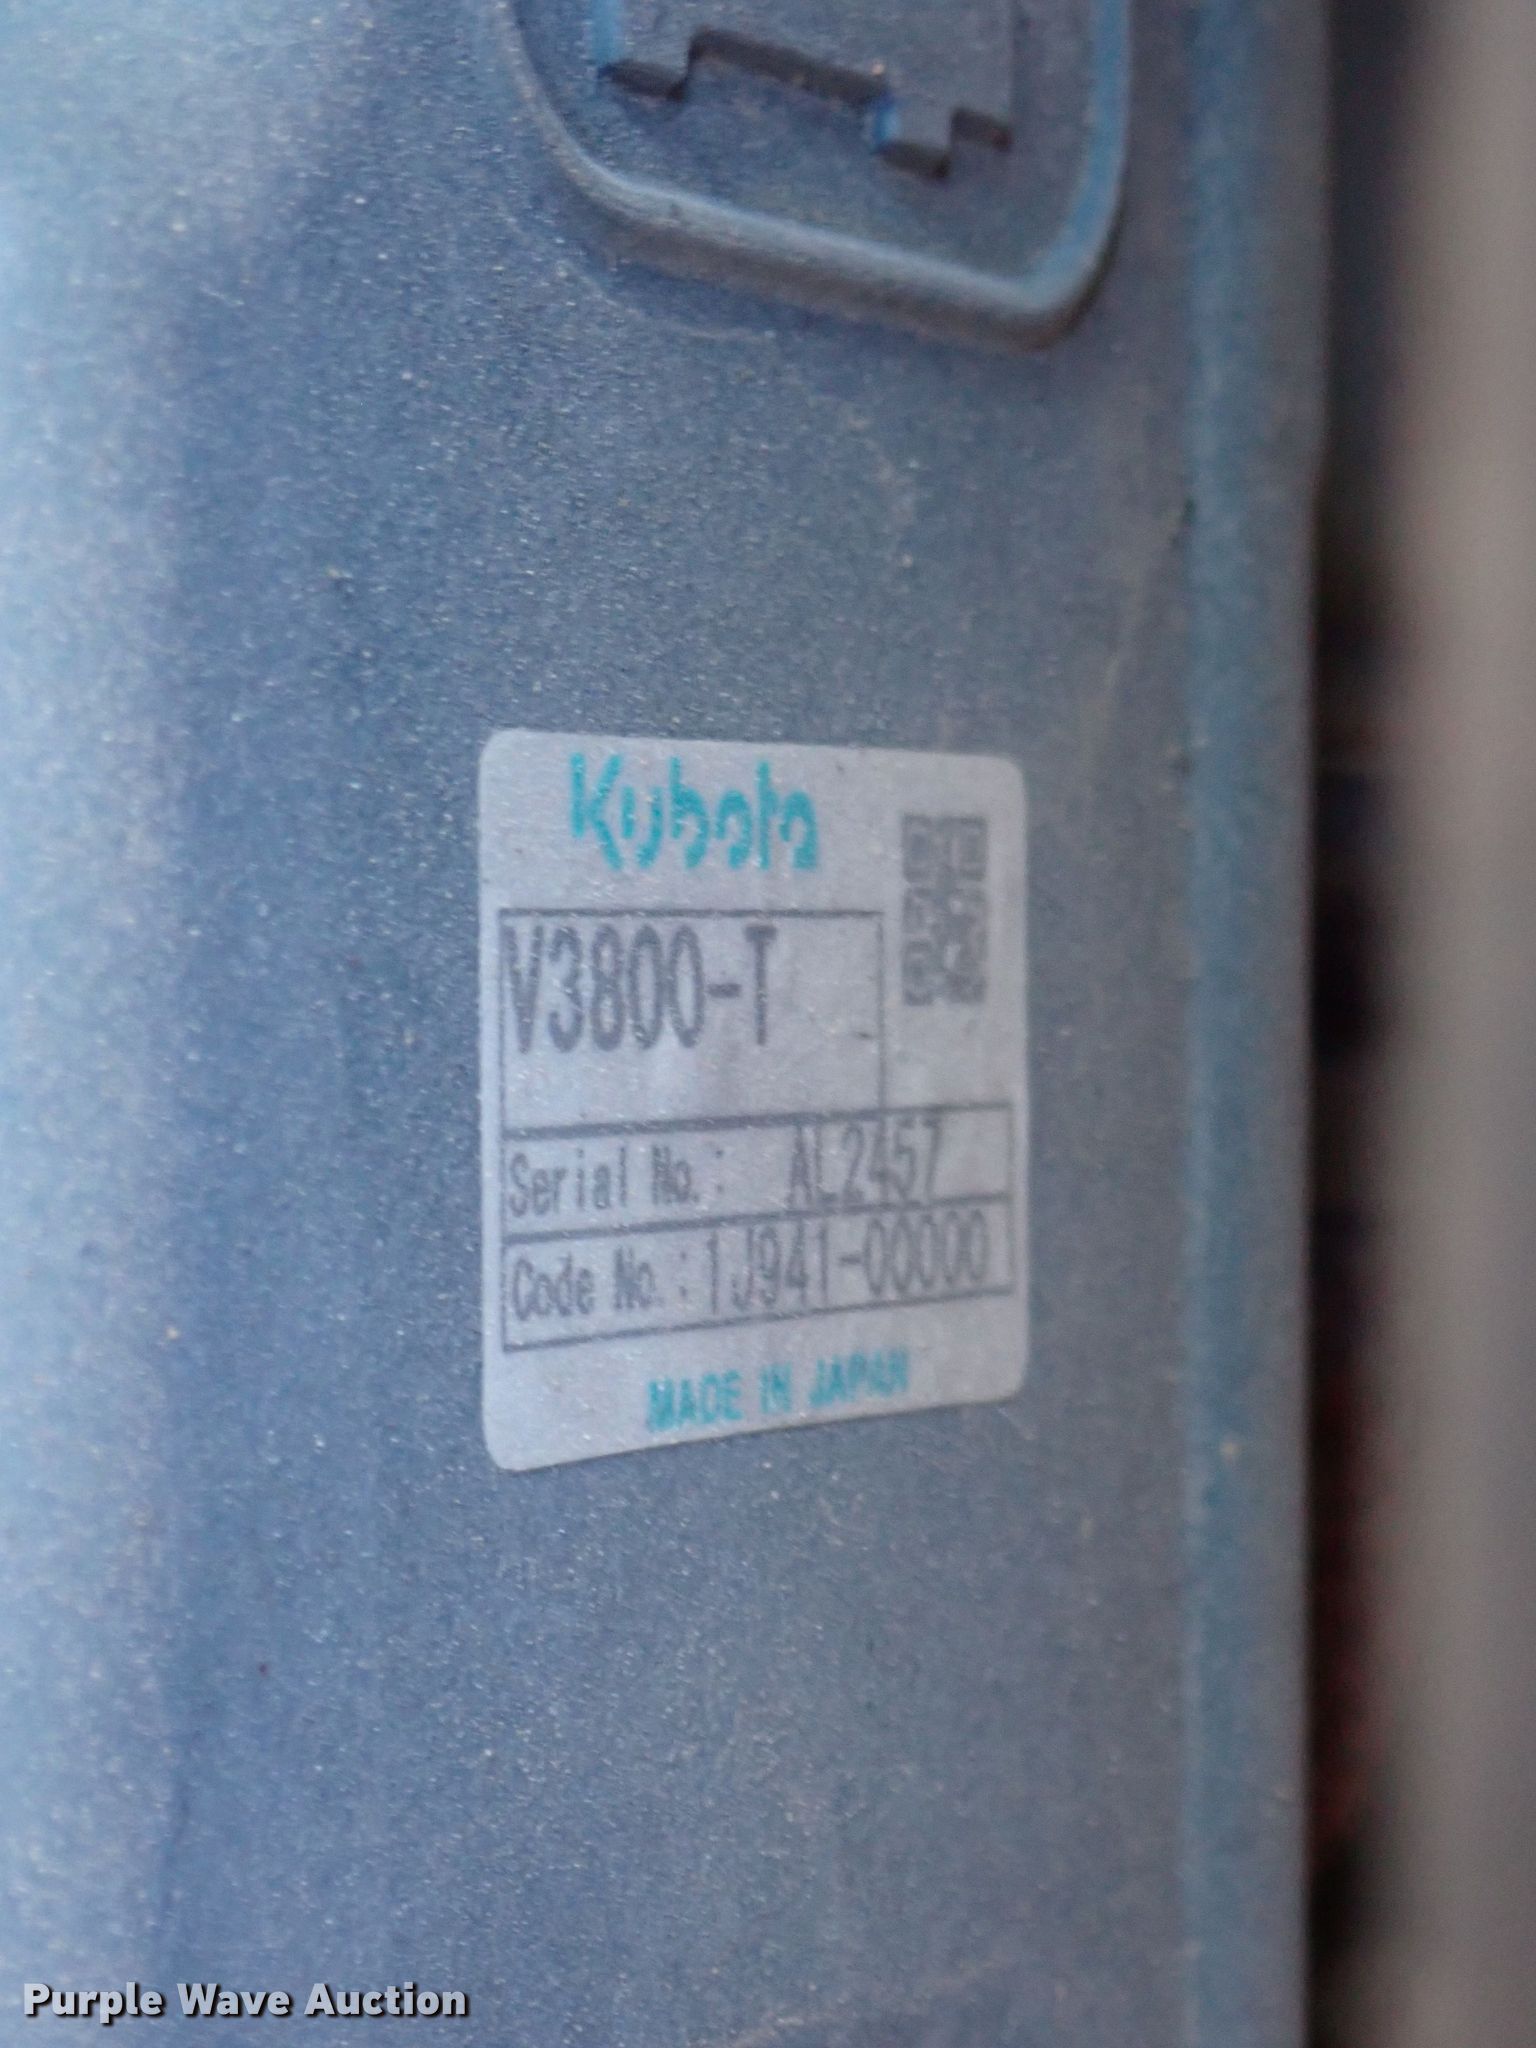 Kubota
V3800-T
Serial No.: AL2457
Code No.: 1J941-00000
MADE IN JAPAN
Purple Wave Auction